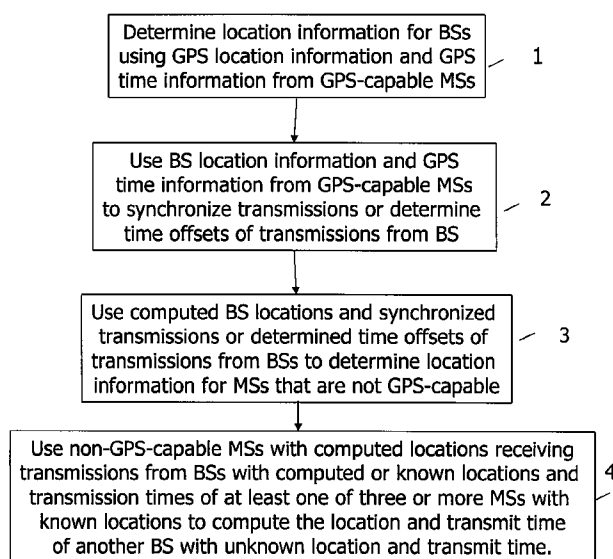 Determine location information for BSs
using GPS location information and GPS
time information from GPS-capable MSs
1
Use BS location information and GPS
time information from GPS-capable MSs
to synchronize transmissions or determine
time offsets of transmissions from BS
2
Use computed BS locations and synchronized
transmissions or determined time offsets of
transmissions from BSs to determine location
information for MSs that are not GPS-capable
3
Use non-GPS-capable MSs with computed locations receiving
transmissions from BSs with computed or known locations and
transmission times of at least one of three or more MSs with
known locations to compute the location and transmit time
of another BS with unknown location and transmit time.
4